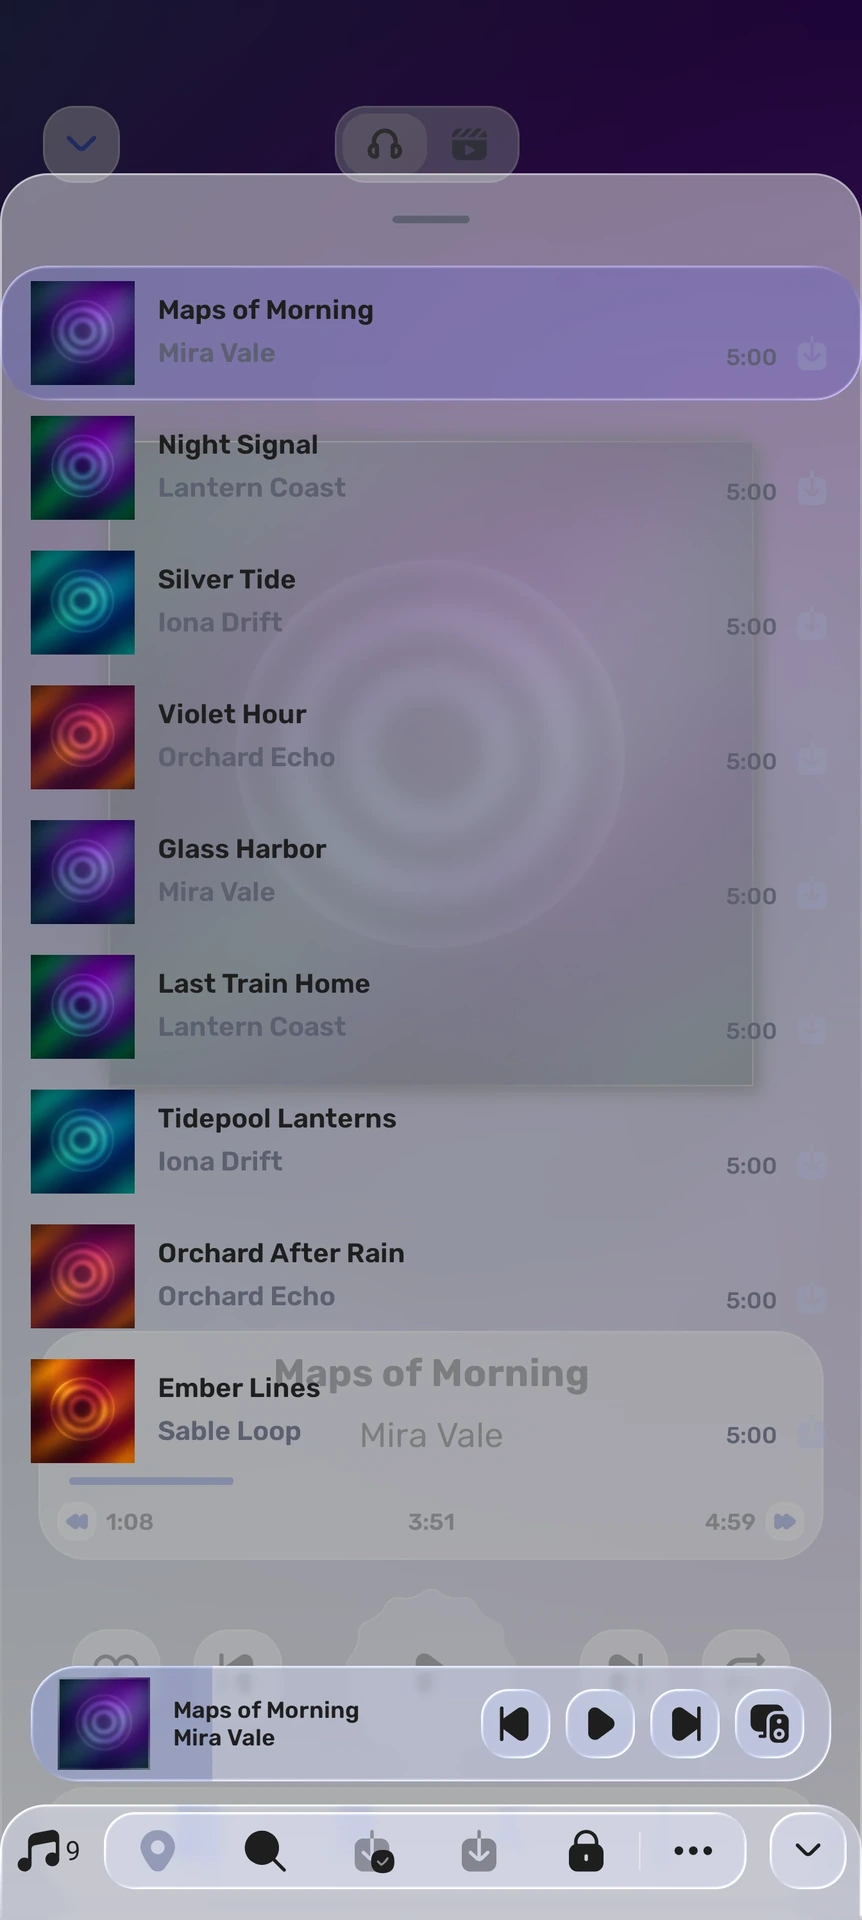 Maps of Morning
Mira Vale
5:00
Night Signal
Lantern Coast
5:00
Silver Tide
Iona Drift
5:00
Violet Hour
Orchard Echo
5:00
Glass Harbor
Mira Vale
5:00
Last Train Home
Lantern Coast
5:00
Tidepool Lanterns
Iona Drift
5:00
Orchard After Rain
Orchard Echo
5:00
Maps of Morning
Ember Lines
Sable Loop
Mira Vale
5:00
1:08
3:51
4:59
Maps of Morning
Mira Vale
9